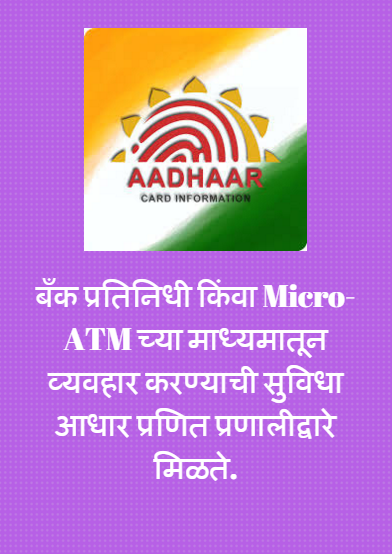 AADHAAR
CARD INFORMATION
बँक प्रतिनिधी किंवा Micro-
ATM च्या माध्यमातून
व्यवहार करण्याची सुविधा
आधार प्रणित प्रणालीद्वारे
मिळते.